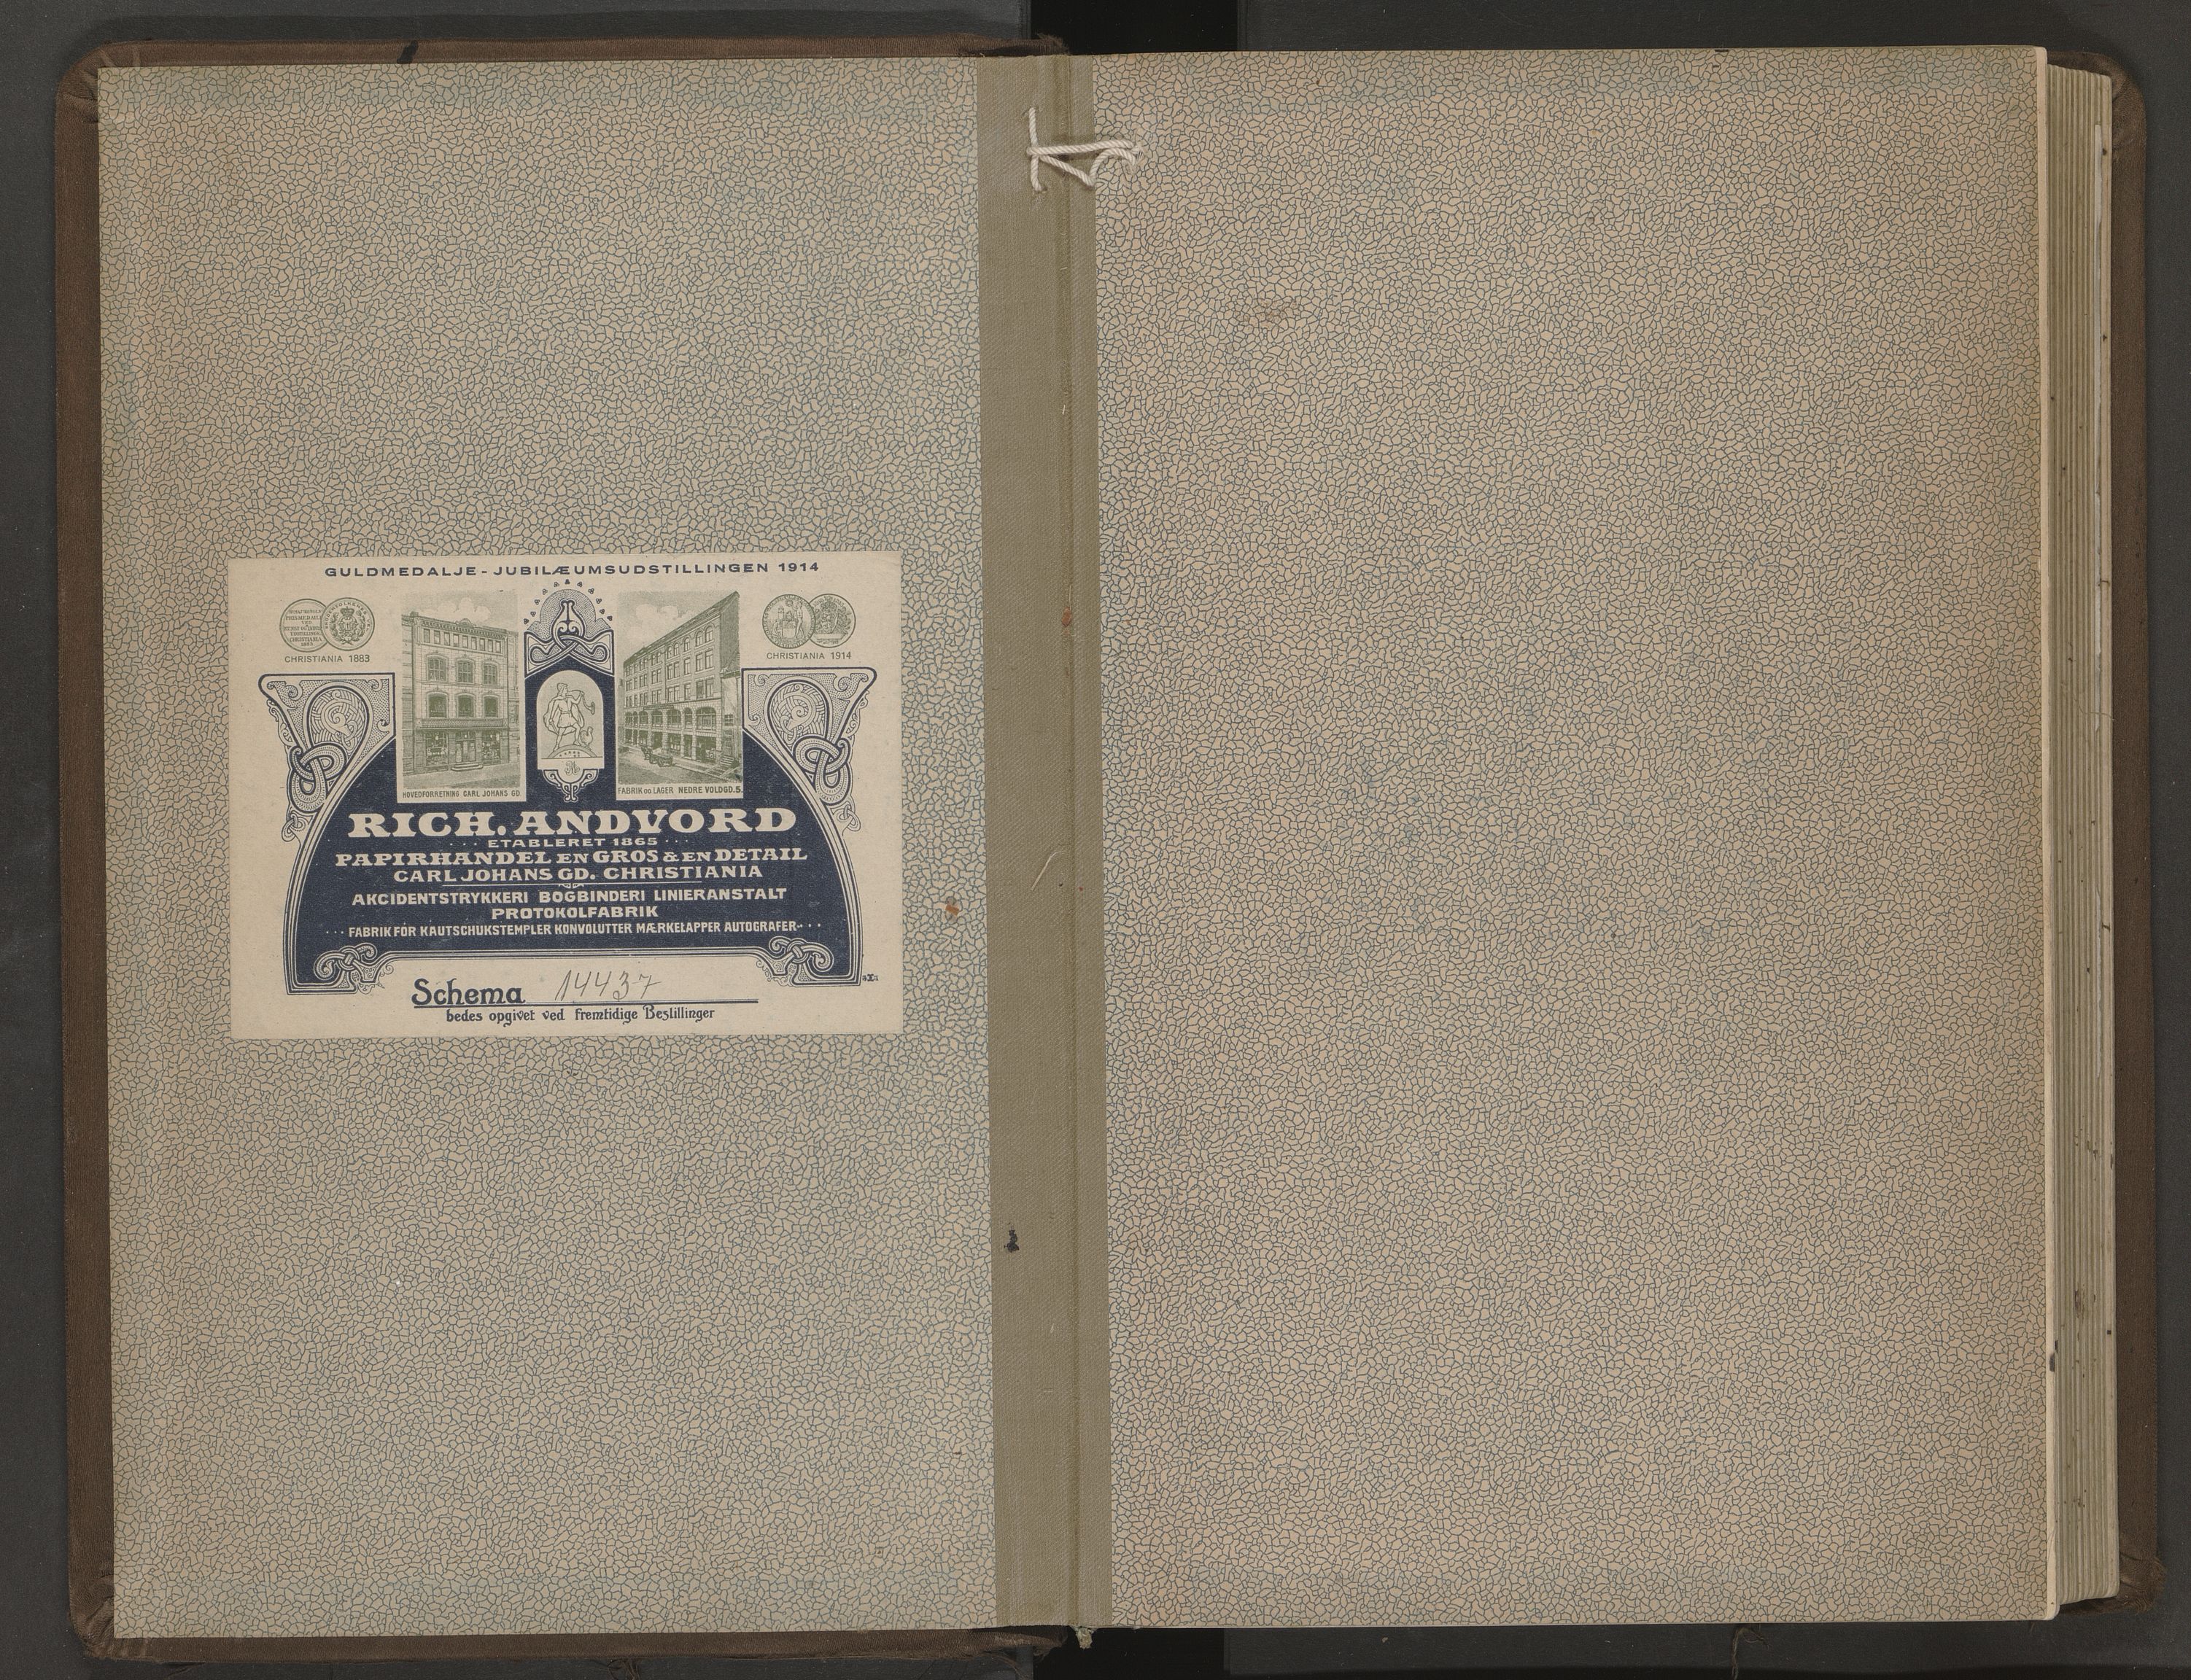 GULDMEDALJE - JUBILÆUMSUDSTILLINGEN 1914
CHRISTIANIA 1883
CHRISTIANIA 1914
HOVEDFORRETNING CARL JOHANS GD
FABRIK OG LAGER NEDRE VOLDGD.5.
RICH. ANDVORD
··· ETABLERET 1865 ···
PAPIRHANDEL EN GROS & EN DETAIL
CARL JOHANS GD. CHRISTIANIA
AKCIDENTSTRYKKERI BOGBINDERI LINIERANSTALT
PROTOKOLFABRIK
··· FABRIK FOR KAUTSCHUKSTEMPLER KONVOLUTTER MÆRKELAPPER AUTOGRAFER ···
Schema 14437
bedes opgivet ved fremtidige Bestillinger